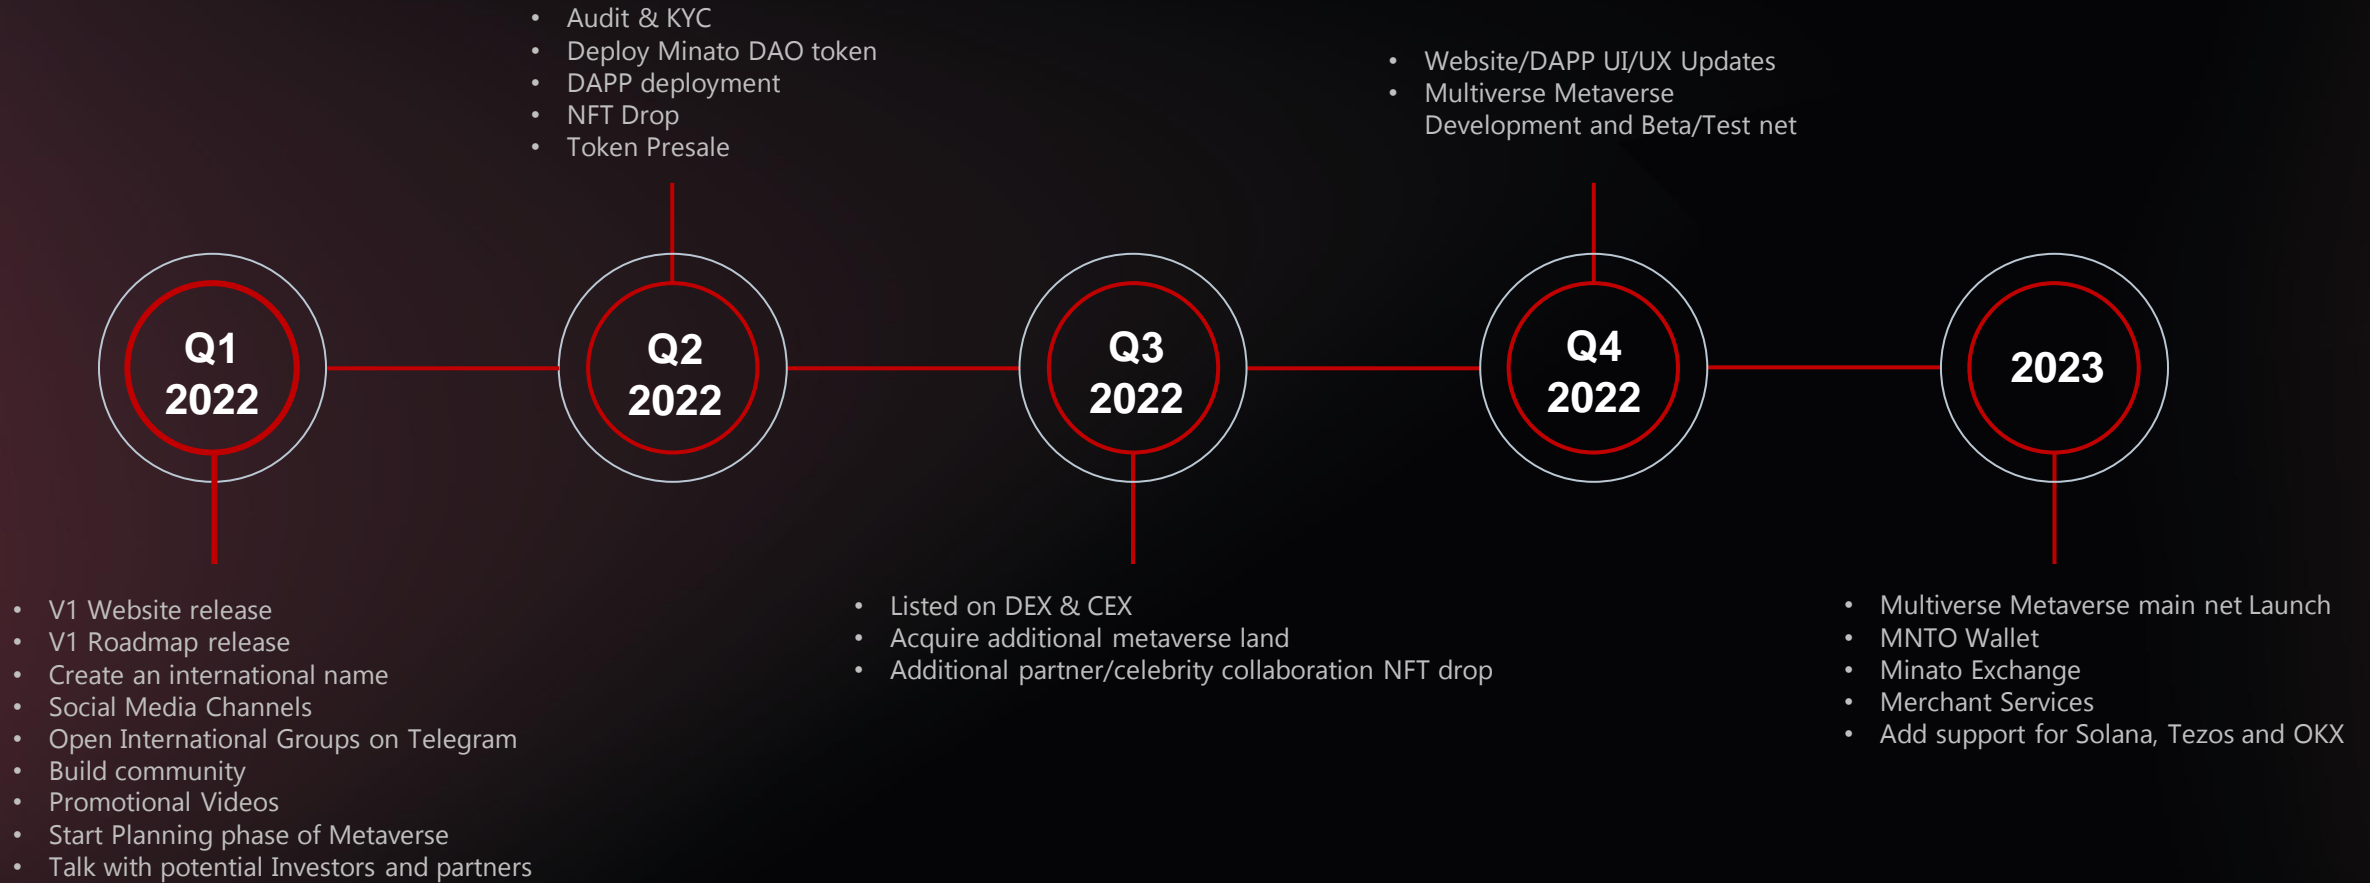 Q1
2022
• V1 Website release
• V1 Roadmap release
• Create an international name
• Social Media Channels
• Open International Groups on Telegram
• Build community
• Promotional Videos
• Start Planning phase of Metaverse
• Talk with potential Investors and partners
• Audit & KYC
• Deploy Minato DAO token
• DAPP deployment
• NFT Drop
• Token Presale
Q2
2022
Q3
2022
• Listed on DEX & CEX
• Acquire additional metaverse land
• Additional partner/celebrity collaboration NFT drop
• Website/DAPP UI/UX Updates
• Multiverse Metaverse
Development and Beta/Test net
Q4
2022
2023
• Multiverse Metaverse main net Launch
• MNTO Wallet
• Minato Exchange
• Merchant Services
• Add support for Solana, Tezos and OKX